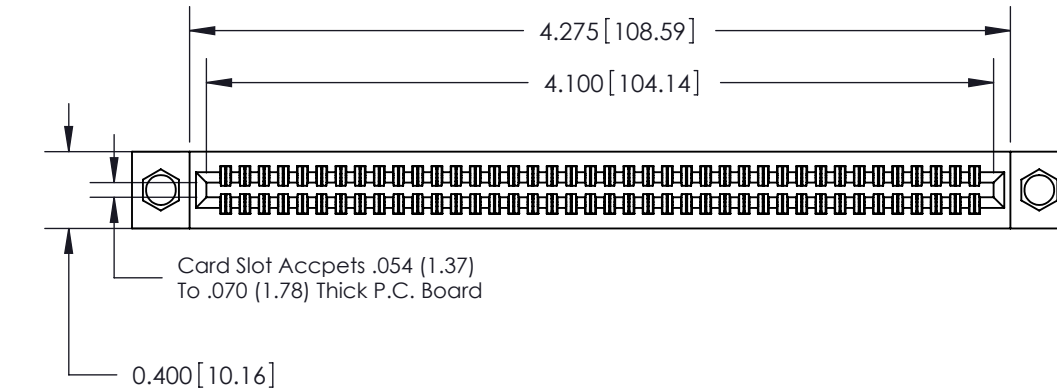 4.275[108.59]
4.100[104.14]
Card Slot Accpets .054 (1.37)
To .070 (1.78) Thick P.C. Board
0.400[10.16]